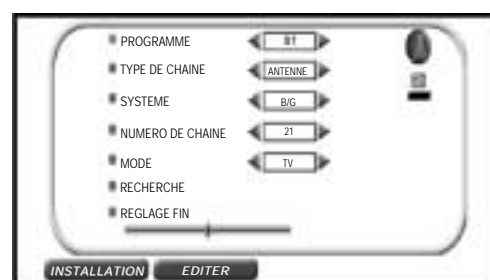 PROGRAMME
TYPE DE CHAINE ANTENNE
SYSTEME B/G
NUMERO DE CHAINE 21
MODE TV
RECHERCHE
REGLAGE FIN
INSTALLATION EDITER